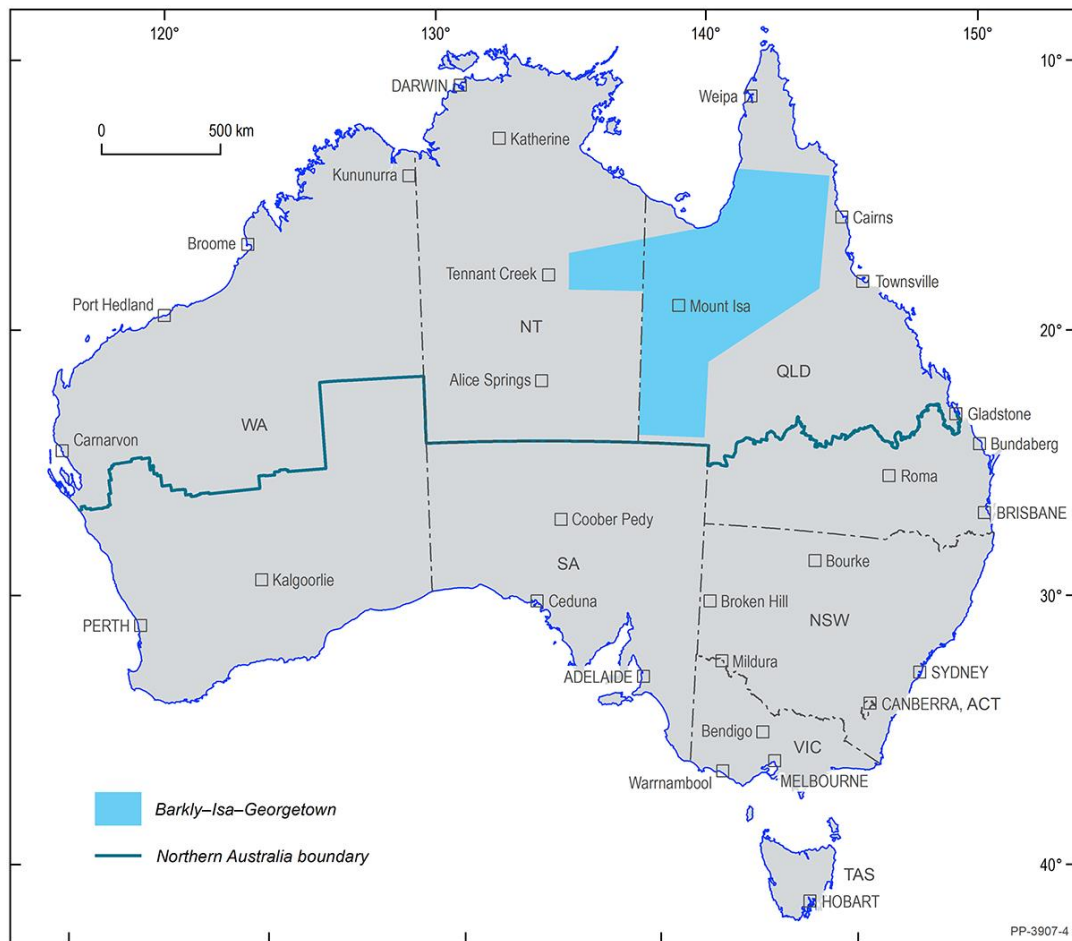 120°
130°
140°
150°
10°
DARWIN
Weipa
0 500 km
Katherine
Kununurra
Cairns
Broome
Tennant Creek
Townsville
Port Hedland
Mount Isa
NT
20°
Alice Springs
QLD
Gladstone
WA
Carnarvon
Bundaberg
Roma
BRISBANE
Coober Pedy
Bourke
SA
Kalgoorlie
Ceduna
Broken Hill
30°
NSW
PERTH
Mildura
SYDNEY
ADELAIDE
CANBERRA, ACT
Bendigo
VIC
Warrnambool
MELBOURNE
Barkly–Isa–Georgetown
Northern Australia boundary
40°
TAS
HOBART
PP-3907-4